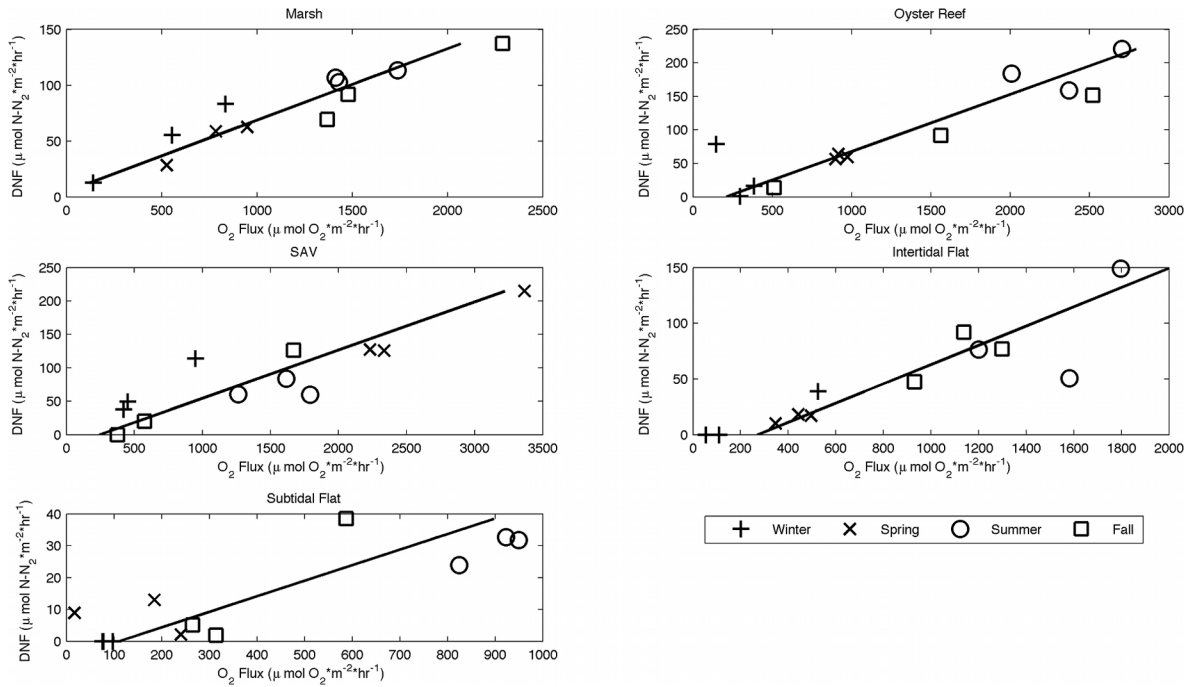 Marsh
150
100
50
0
0 500 1000 1500 2000 2500
DNF (μ mol N-N2*m-2*hr-1)
O2 Flux (μ mol O2*m-2*hr-1)
Oyster Reef
250
200
150
100
50
0
0 500 1000 1500 2000 2500 3000
DNF (μ mol N-N2*m-2*hr-1)
O2 Flux (μ mol O2*m-2*hr-1)
SAV
250
200
150
100
50
0
0 500 1000 1500 2000 2500 3000 3500
DNF (μ mol N-N2*m-2*hr-1)
O2 Flux (μ mol O2*m-2*hr-1)
Intertidal Flat
150
100
50
0
0 200 400 600 800 1000 1200 1400 1600 1800 2000
DNF (μ mol N-N2*m-2*hr-1)
O2 Flux (μ mol O2*m-2*hr-1)
Subtidal Flat
40
30
20
10
0
0 100 200 300 400 500 600 700 800 900 1000
DNF (μ mol N-N2*m-2*hr-1)
O2 Flux (μ mol O2*m-2*hr-1)
Winter Spring Summer Fall